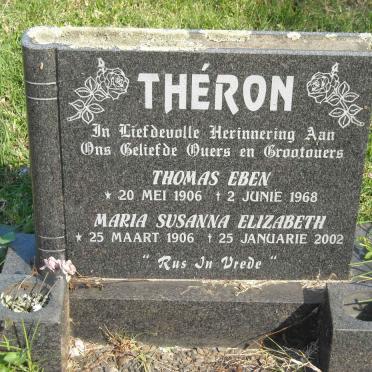 THÉRON
In Liefdevolle Herinnering Aan
Ons Geliefde Ouers en Grootouers
THOMAS EBEN
* 20 MEI 1906 † 2 JUNIE 1968
MARIA SUSANNA ELIZABETH
* 25 MAART 1906 † 25 JANUARIE 2002
" Rus In Vrede "